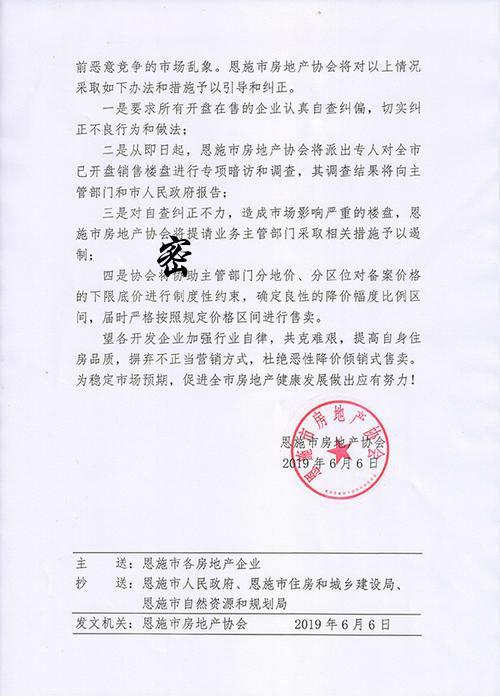 前恶意竞争的市场乱象。恩施市房地产协会将对以上情况
采取如下办法和措施予以引导和纠正。
一是要求所有开盘在售的企业认真自查纠偏，切实纠
正不良行为和做法；
二是从即日起，恩施市房地产协会将派出专人对全市
已开盘销售楼盘进行专项暗访和调查，其调查结果将向主
管部门和市人民政府报告；
三是对自查纠正不力，造成市场影响严重的楼盘，恩
施市房地产协会将提请业务主管部门采取相关措施予以遏
制；
密
四是协会将协助主管部门分地价、分区位对备案价格
的下限底价进行制度性约束，确定良性的降价幅度比例区
间，届时严格按照规定价格区间进行售卖。
望各开发企业加强行业自律，共克难艰，提高自身住
房品质，摒弃不正当营销方式，杜绝恶性降价倾销式售卖。
为稳定市场预期，促进全市房地产健康发展做出应有努力！
恩施市房地产协会
恩施市房地产协会
2019年6月6日
主　送：恩施市各房地产企业
抄　送：恩施市人民政府、恩施市住房和城乡建设局、
恩施市自然资源和规划局
发文机关：恩施市房地产协会　2019年6月6日